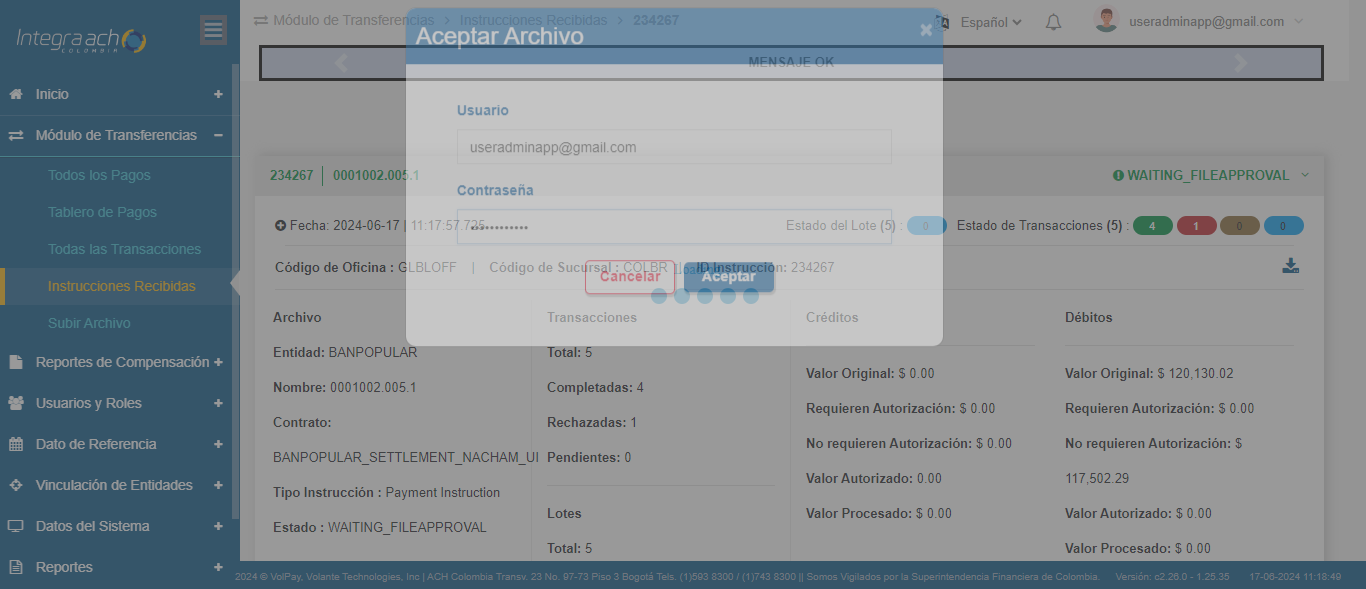 Integra ach
COLOMBIA
Módulo de Transferencias > Instrucciones Recibidas > 234267
Español
useradminapp@gmail.com
MENSAJE OK
Aceptar Archivo
Usuario
useradminapp@gmail.com
Contraseña
Cancelar
Aceptar
Inicio
Módulo de Transferencias
Todos los Pagos
Tablero de Pagos
Todas las Transacciones
Instrucciones Recibidas
Subir Archivo
Reportes de Compensación
Usuarios y Roles
Dato de Referencia
Vinculación de Entidades
Datos del Sistema
Reportes
234267 | 0001002.005.1
WAITING_FILEAPPROVAL
Fecha: 2024-06-17 | 11:17:57.725
Estado del Lote (5) : 0
Estado de Transacciones (5) : 4 1 0 0
Código de Oficina : GLBLOFF | Código de Sucursal : COLBR | ID Instrucción: 234267
Archivo
Entidad: BANPOPULAR
Nombre: 0001002.005.1
Contrato:
BANPOPULAR_SETTLEMENT_NACHAM_UI
Tipo Instrucción : Payment Instruction
Estado : WAITING_FILEAPPROVAL
Transacciones
Total: 5
Completadas: 4
Rechazadas: 1
Pendientes: 0
Lotes
Total: 5
Créditos
Valor Original: $ 0.00
Requieren Autorización: $ 0.00
No requieren Autorización: $ 0.00
Valor Autorizado: 0.00
Valor Procesado: $ 0.00
Débitos
Valor Original: $ 120,130.02
Requieren Autorización: $ 0.00
No requieren Autorización: $
117,502.29
Valor Autorizado: $ 0.00
Valor Procesado: $ 0.00
2024 © VolPay, Volante Technologies, Inc | ACH Colombia Transv. 23 No. 97-73 Piso 3 Bogotá Tels. (1)593 8300 / (1)743 8300 || Somos Vigilados por la Superintendencia Financiera de Colombia. Versión: c2.26.0 - 1.25.35 17-06-2024 11:18:49